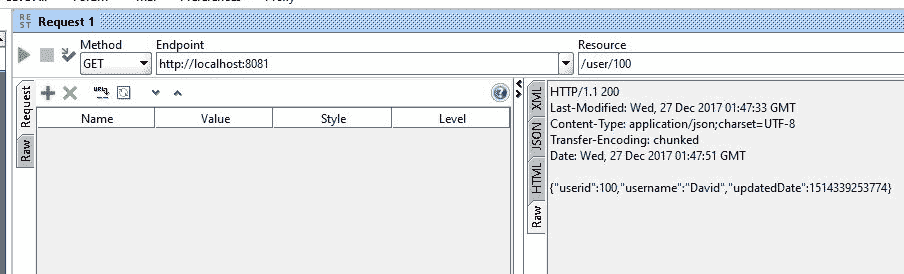 RE
ST
Request 1
Method
Endpoint
Resource
GET
http://localhost:8081
/user/100
Request
Raw
Name
Value
Style
Level
XML
JSON
HTML
Raw
HTTP/1.1 200
Last-Modified: Wed, 27 Dec 2017 01:47:33 GMT
Content-Type: application/json;charset=UTF-8
Transfer-Encoding: chunked
Date: Wed, 27 Dec 2017 01:47:51 GMT
{"userid":100,"username":"David","updatedDate":1514339253774}